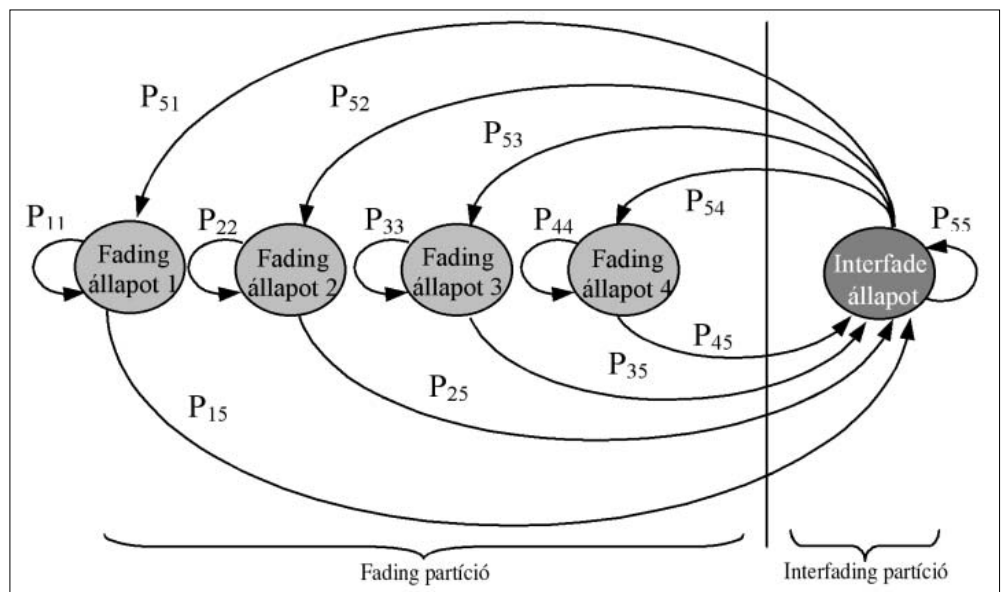 P51
P52
P53
P54
P11
P22
P33
P44
P55
Fading
állapot 1
Fading
állapot 2
Fading
állapot 3
Fading
állapot 4
Interfade
állapot
P45
P35
P25
P15
Fading partíció
Interfading partíció